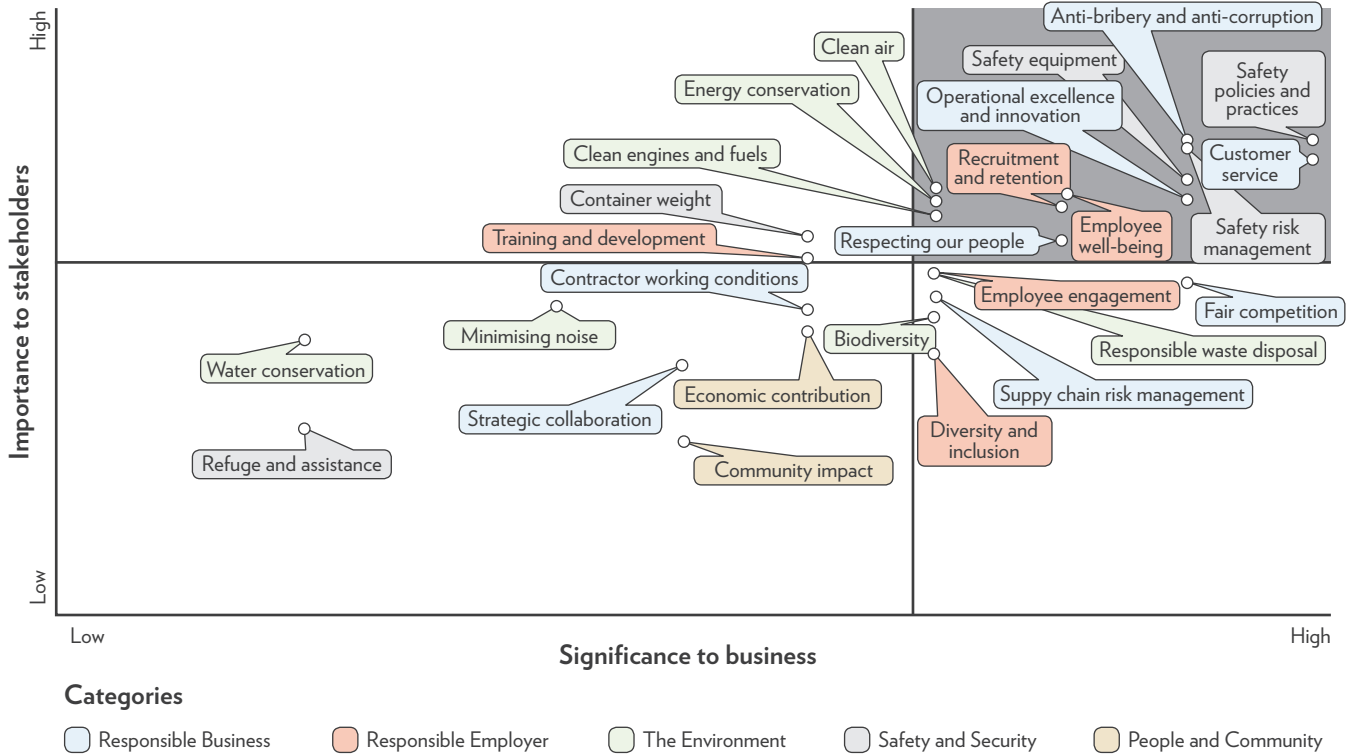 High
Anti-bribery and anti-corruption
Clean air
Safety equipment
Safety
policies and
practices
Energy conservation
Operational excellence
and innovation
Clean engines and fuels
Recruitment
and retention
Customer
service
Container weight
Training and development
Respecting our people
Employee
well-being
Safety risk
management
Contractor working conditions
Employee engagement
Fair competition
Minimising noise
Biodiversity
Responsible waste disposal
Water conservation
Economic contribution
Suppy chain risk management
Strategic collaboration
Diversity and
inclusion
Refuge and assistance
Community impact
Importance to stakeholders
Low
Low
High
Significance to business
Categories
Responsible Business
Responsible Employer
The Environment
Safety and Security
People and Community